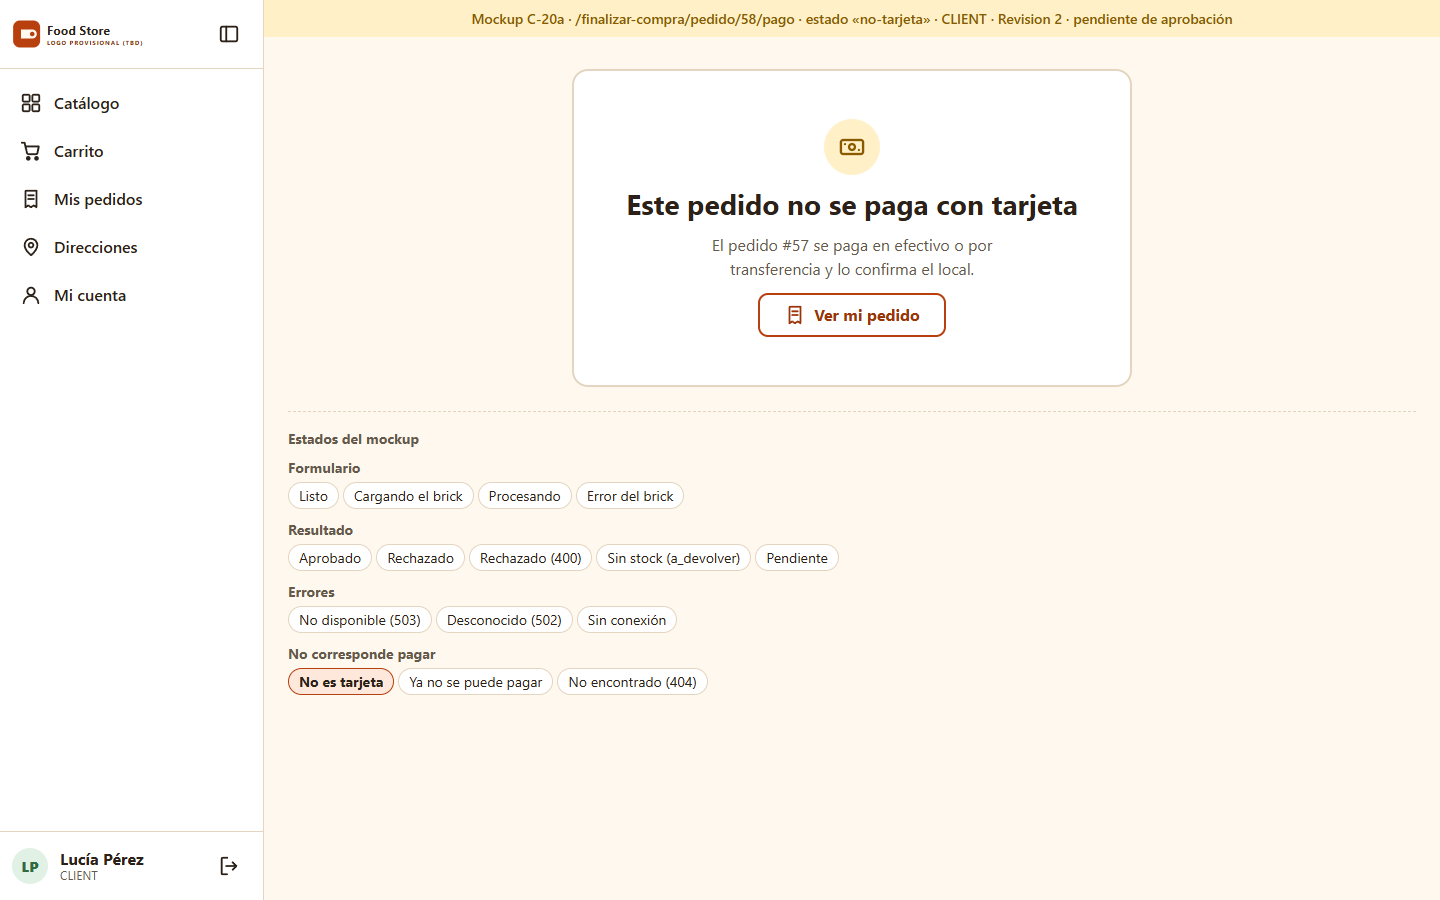 Food Store
LOGO PROVISIONAL (TBD)
Catálogo
Carrito
Mis pedidos
Direcciones
Mi cuenta
LP
Lucía Pérez
CLIENT
Mockup C-20a · /finalizar-compra/pedido/58/pago · estado «no-tarjeta» · CLIENT · Revision 2 · pendiente de aprobación
Este pedido no se paga con tarjeta
El pedido #57 se paga en efectivo o por
transferencia y lo confirma el local.
Ver mi pedido
Estados del mockup
Formulario
Listo Cargando el brick Procesando Error del brick
Resultado
Aprobado Rechazado Rechazado (400) Sin stock (a_devolver) Pendiente
Errores
No disponible (503) Desconocido (502) Sin conexión
No corresponde pagar
No es tarjeta Ya no se puede pagar No encontrado (404)